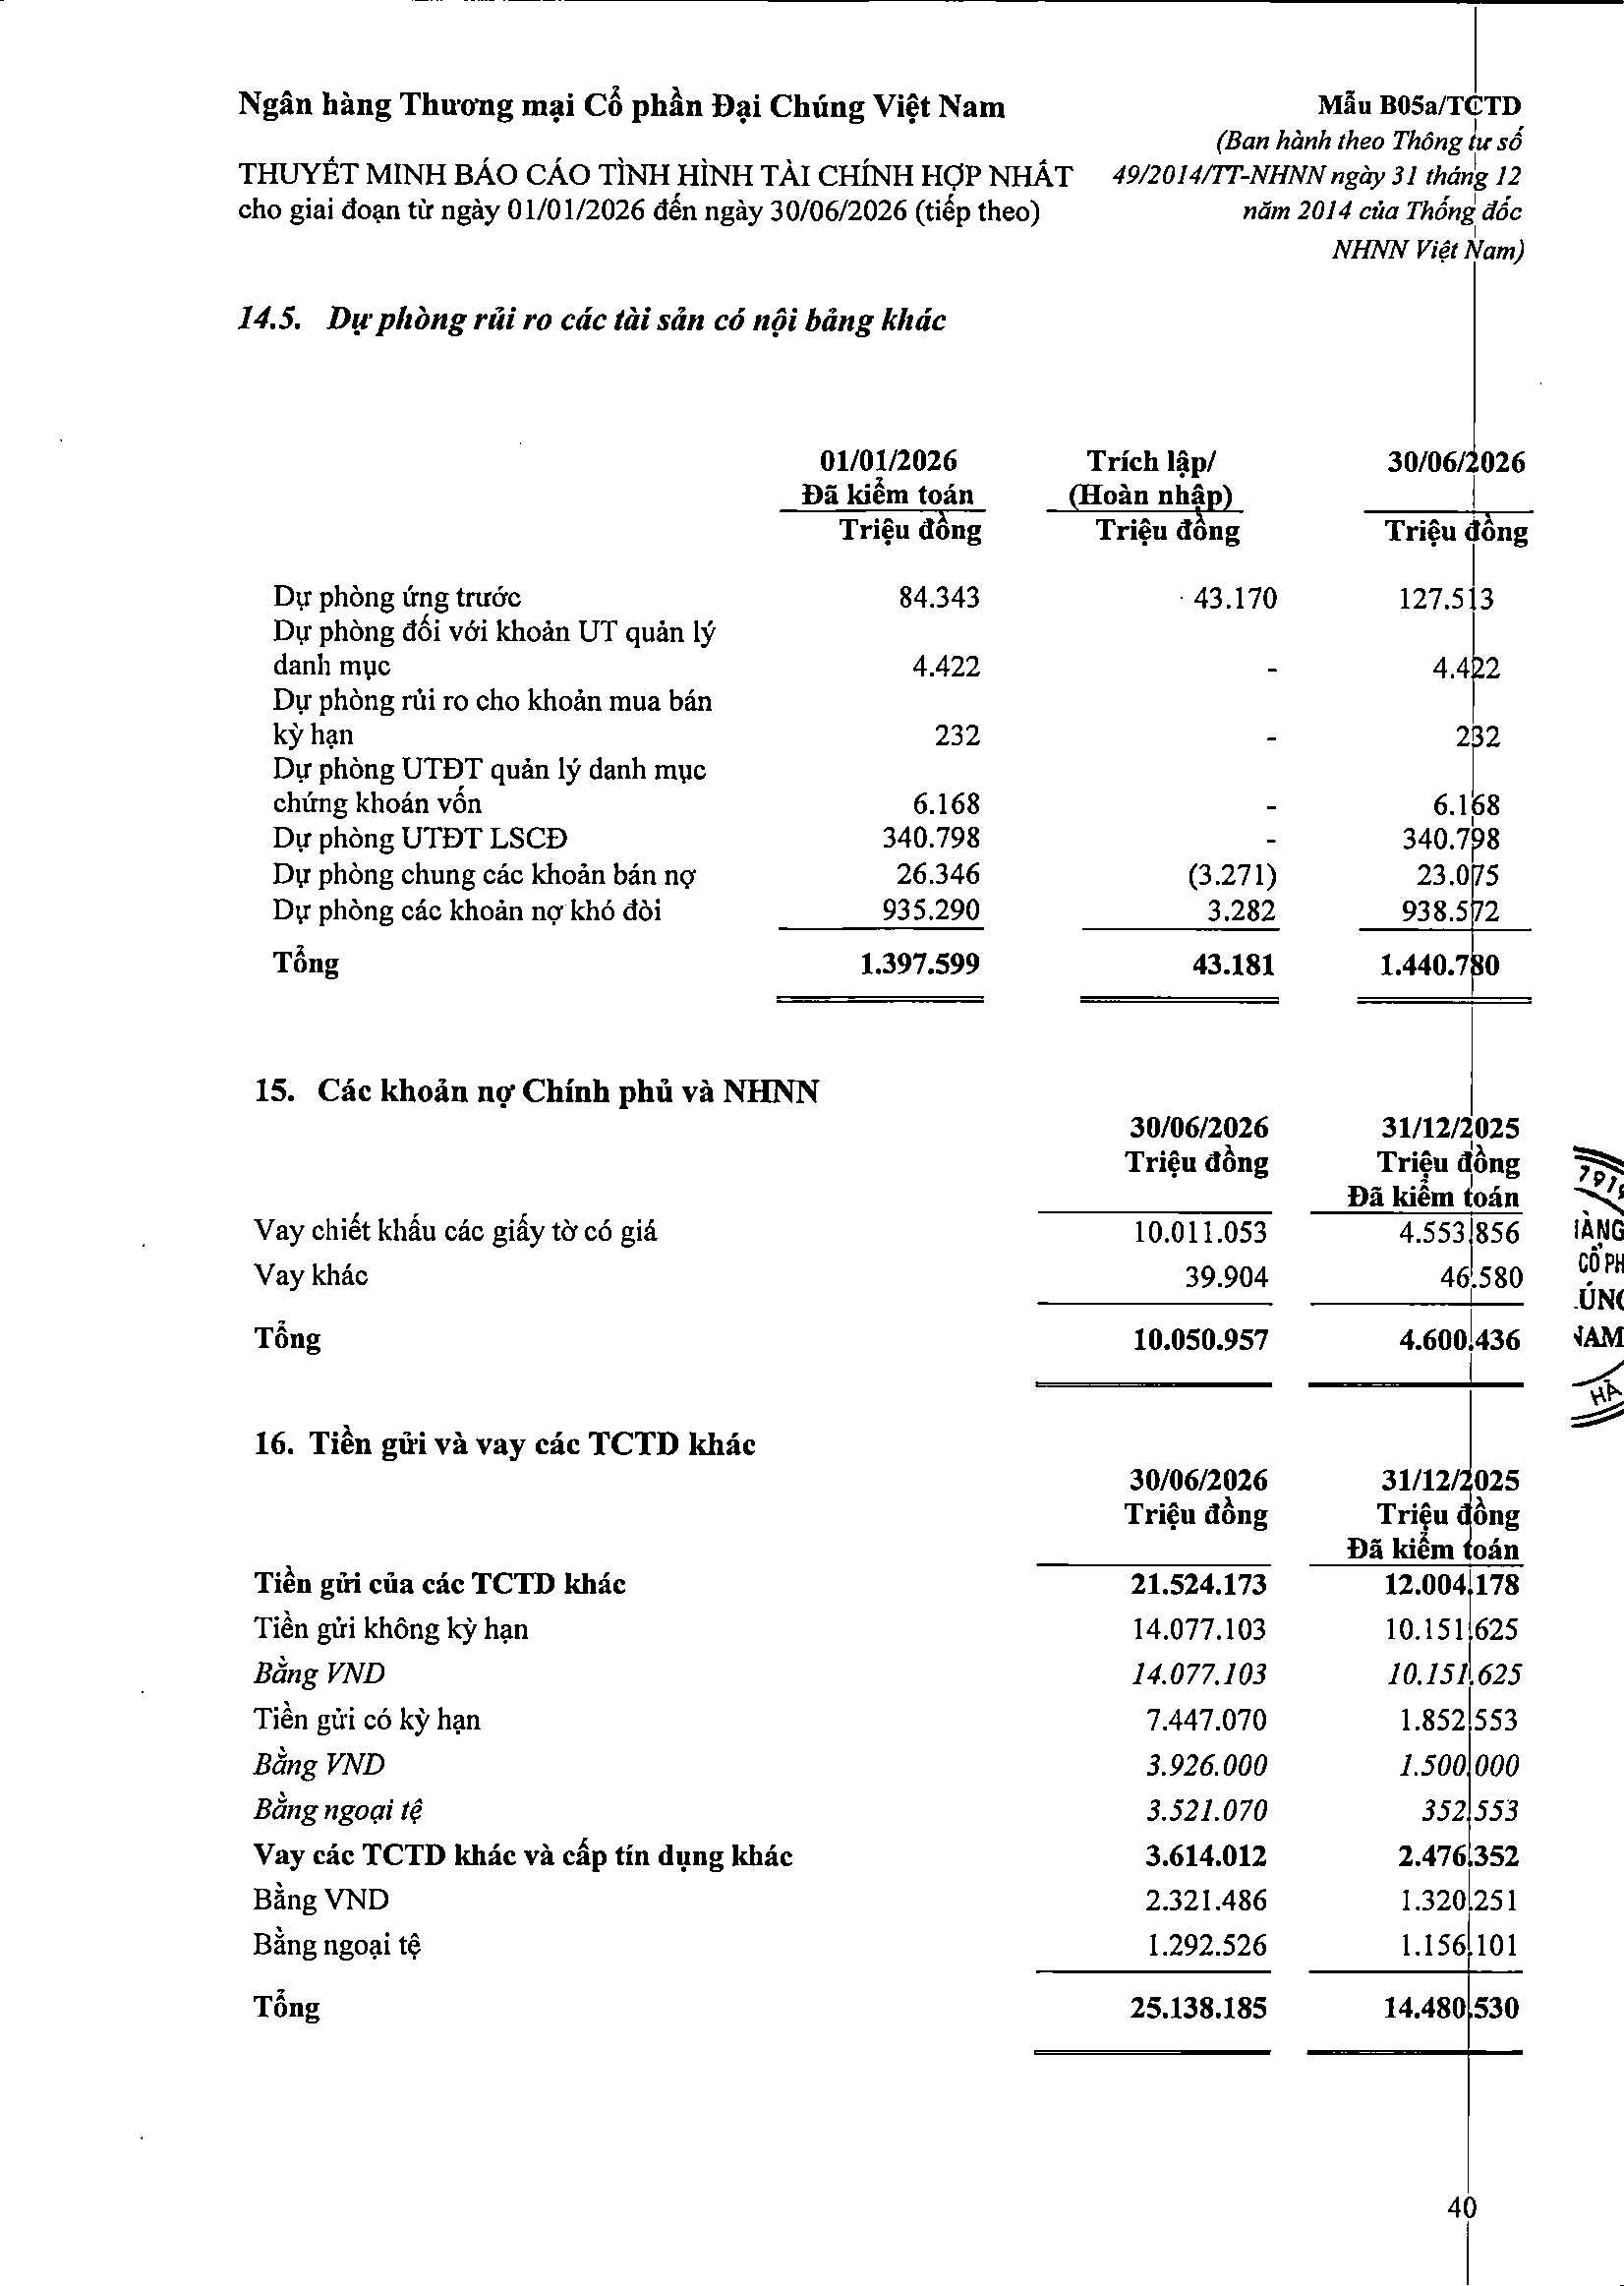 Ngân hàng Thương mại Cổ phần Đại Chúng Việt Nam
Mẫu B05a/TCTD
(Ban hành theo Thông tư số
THUYẾT MINH BÁO CÁO TÌNH HÌNH TÀI CHÍNH HỢP NHẤT 49/2014/TT-NHNN ngày 31 tháng 12
cho giai đoạn từ ngày 01/01/2026 đến ngày 30/06/2026 (tiếp theo) năm 2014 của Thống đốc
NHNN Việt Nam)
14.5. Dự phòng rủi ro các tài sản có nội bảng khác
01/01/2026 Trích lập/ 30/06/2026
Đã kiểm toán (Hoàn nhập)
Triệu đồng Triệu đồng Triệu đồng
Dự phòng ứng trước 84.343 43.170 127.513
Dự phòng đối với khoản UT quản lý
danh mục 4.422 - 4.422
Dự phòng rủi ro cho khoản mua bán
kỳ hạn 232 - 232
Dự phòng UTĐT quản lý danh mục
chứng khoán vốn 6.168 - 6.168
Dự phòng UTĐT LSCĐ 340.798 - 340.798
Dự phòng chung các khoản bán nợ 26.346 (3.271) 23.075
Dự phòng các khoản nợ khó đòi 935.290 3.282 938.572
Tổng 1.397.599 43.181 1.440.780
15. Các khoản nợ Chính phủ và NHNN
30/06/2026 31/12/2025
Triệu đồng Triệu đồng
Đã kiểm toán
Vay chiết khấu các giấy tờ có giá 10.011.053 4.553.856
Vay khác 39.904 46.580
Tổng 10.050.957 4.600.436
16. Tiền gửi và vay các TCTD khác
30/06/2026 31/12/2025
Triệu đồng Triệu đồng
Đã kiểm toán
Tiền gửi của các TCTD khác 21.524.173 12.004.178
Tiền gửi không kỳ hạn 14.077.103 10.151.625
Bằng VND 14.077.103 10.151.625
Tiền gửi có kỳ hạn 7.447.070 1.852.553
Bằng VND 3.926.000 1.500.000
Bằng ngoại tệ 3.521.070 352.553
Vay các TCTD khác và cấp tín dụng khác 3.614.012 2.476.352
Bằng VND 2.321.486 1.320.251
Bằng ngoại tệ 1.292.526 1.156.101
Tổng 25.138.185 14.480.530
CỔ PH
NAM
HÀ
40